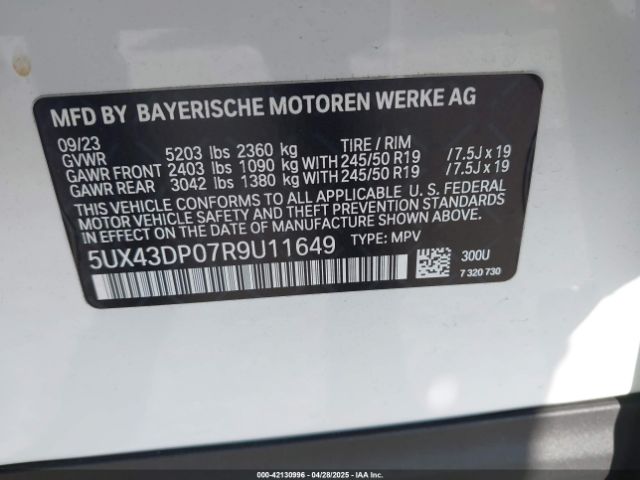 MFD BY BAYERISCHE MOTOREN WERKE AG
09/23
GVWR 5203 lbs 2360 kg TIRE / RIM
GAWR FRONT 2403 lbs 1090 kg WITH 245/50 R19 / 7.5J x 19
GAWR REAR 3042 lbs 1380 kg WITH 245/50 R19 / 7.5J x 19
THIS VEHICLE CONFORMS TO ALL APPLICABLE U. S. FEDERAL
MOTOR VEHICLE SAFETY AND THEFT PREVENTION STANDARDS IN
EFFECT ON THE DATE OF MANUFACTURE SHOWN ABOVE.
5UX43DP07R9U11649 TYPE: MPV 300U
7 320 730
000-42130996 - 04/28/2025 - IAA Inc.